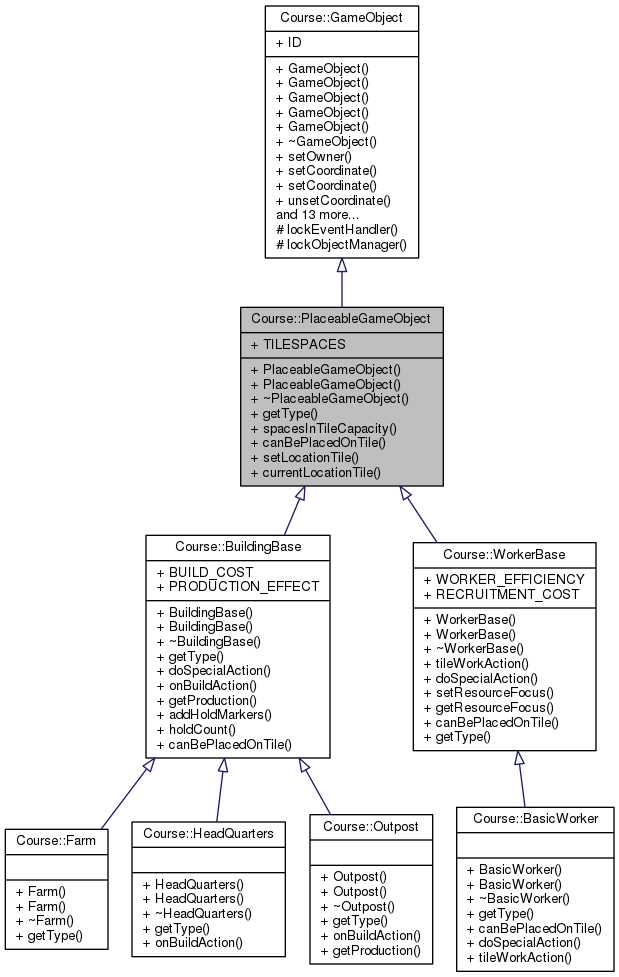 Course::GameObject
+ ID
+ GameObject()
+ GameObject()
+ GameObject()
+ GameObject()
+ GameObject()
+ ~GameObject()
+ setOwner()
+ setCoordinate()
+ setCoordinate()
+ unsetCoordinate()
and 13 more...
# lockEventHandler()
# lockObjectManager()
Course::PlaceableGameObject
+ TILESPACES
+ PlaceableGameObject()
+ PlaceableGameObject()
+ ~PlaceableGameObject()
+ getType()
+ spacesInTileCapacity()
+ canBePlacedOnTile()
+ setLocationTile()
+ currentLocationTile()
Course::BuildingBase
+ BUILD_COST
+ PRODUCTION_EFFECT
+ BuildingBase()
+ BuildingBase()
+ ~BuildingBase()
+ getType()
+ doSpecialAction()
+ onBuildAction()
+ getProduction()
+ addHoldMarkers()
+ holdCount()
+ canBePlacedOnTile()
Course::WorkerBase
+ WORKER_EFFICIENCY
+ RECRUITMENT_COST
+ WorkerBase()
+ WorkerBase()
+ ~WorkerBase()
+ tileWorkAction()
+ doSpecialAction()
+ setResourceFocus()
+ getResourceFocus()
+ canBePlacedOnTile()
+ getType()
Course::Farm
+ Farm()
+ Farm()
+ ~Farm()
+ getType()
Course::HeadQuarters
+ HeadQuarters()
+ HeadQuarters()
+ ~HeadQuarters()
+ getType()
+ onBuildAction()
Course::Outpost
+ Outpost()
+ Outpost()
+ ~Outpost()
+ getType()
+ onBuildAction()
+ getProduction()
Course::BasicWorker
+ BasicWorker()
+ BasicWorker()
+ ~BasicWorker()
+ getType()
+ canBePlacedOnTile()
+ doSpecialAction()
+ tileWorkAction()